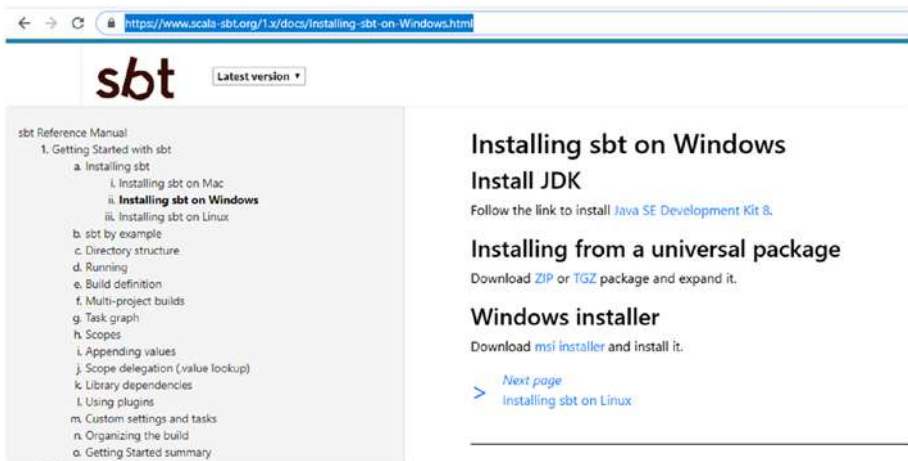 https://www.scala-sbt.org/1.x/docs/Installing-sbt-on-Windows.html
sbt
Latest version ▾
sbt Reference Manual
1. Getting Started with sbt
a. Installing sbt
i. Installing sbt on Mac
ii. Installing sbt on Windows
iii. Installing sbt on Linux
b. sbt by example
c. Directory structure
d. Running
e. Build definition
f. Multi-project builds
g. Task graph
h. Scopes
i. Appending values
j. Scope delegation (.value lookup)
k. Library dependencies
l. Using plugins
m. Custom settings and tasks
n. Organizing the build
o. Getting Started summary
Installing sbt on Windows
Install JDK
Follow the link to install Java SE Development Kit 8.
Installing from a universal package
Download ZIP or TGZ package and expand it.
Windows installer
Download msi installer and install it.
> Next page
Installing sbt on Linux